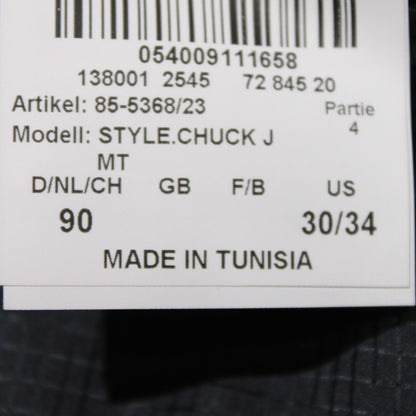 054009111658
138001 2545 72 845 20
Artikel: 85-5368/23 Partie
4
Modell: STYLE.CHUCK J
MT
D/NL/CH GB F/B US
90 30/34
MADE IN TUNISIA